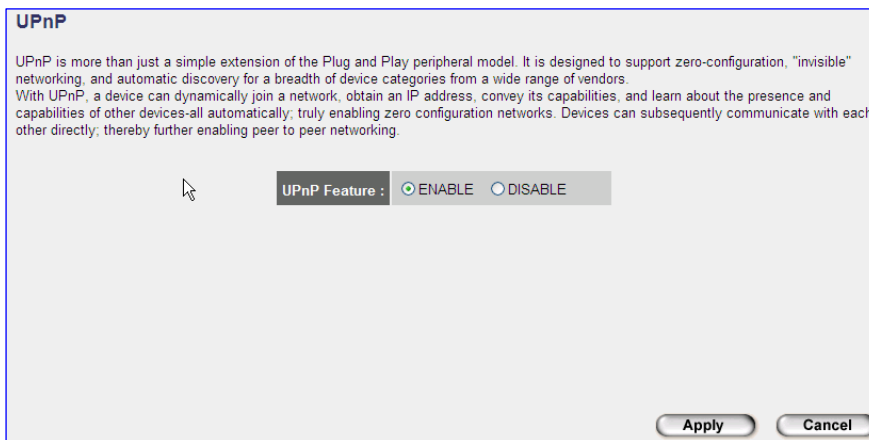 UPnP
UPnP is more than just a simple extension of the Plug and Play peripheral model. It is designed to support zero-configuration, "invisible"
networking, and automatic discovery for a breadth of device categories from a wide range of vendors.
With UPnP, a device can dynamically join a network, obtain an IP address, convey its capabilities, and learn about the presence and
capabilities of other devices-all automatically; truly enabling zero configuration networks. Devices can subsequently communicate with each
other directly; thereby further enabling peer to peer networking.
UPnP Feature : ENABLE DISABLE
Apply Cancel